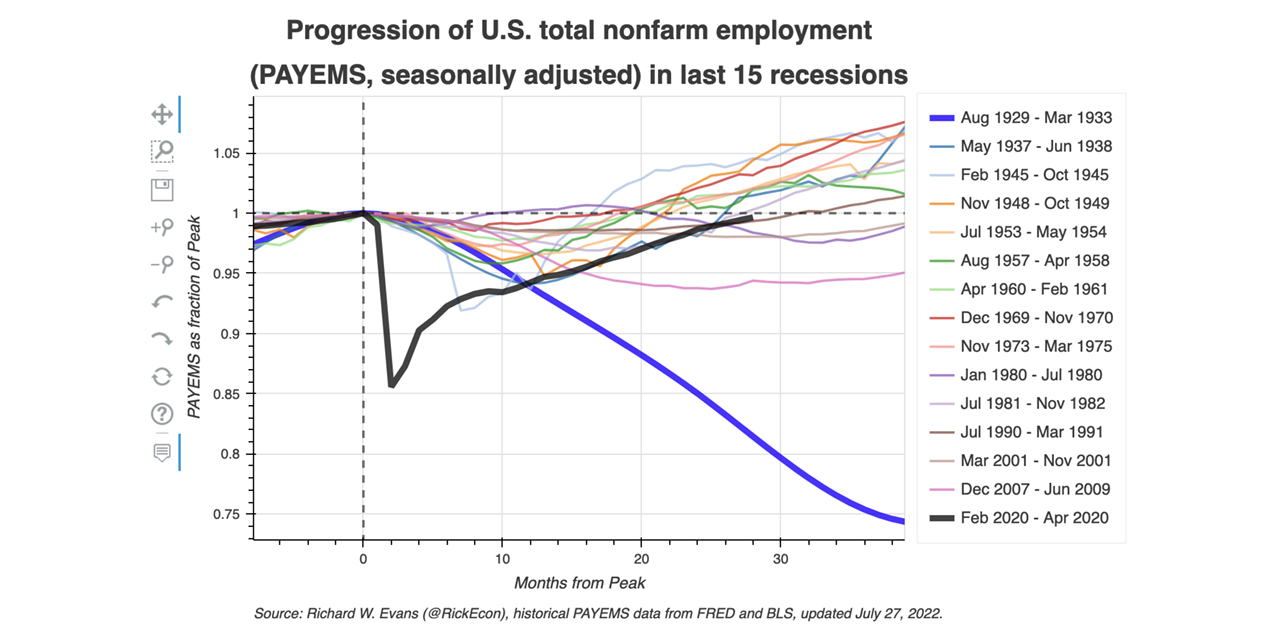 Progression of U.S. total nonfarm employment
(PAYEMS, seasonally adjusted) in last 15 recessions
PAYEMS as fraction of Peak
1.05
1
0.95
0.9
0.85
0.8
0.75
0
10
20
30
Months from Peak
Aug 1929 - Mar 1933
May 1937 - Jun 1938
Feb 1945 - Oct 1945
Nov 1948 - Oct 1949
Jul 1953 - May 1954
Aug 1957 - Apr 1958
Apr 1960 - Feb 1961
Dec 1969 - Nov 1970
Nov 1973 - Mar 1975
Jan 1980 - Jul 1980
Jul 1981 - Nov 1982
Jul 1990 - Mar 1991
Mar 2001 - Nov 2001
Dec 2007 - Jun 2009
Feb 2020 - Apr 2020
Source: Richard W. Evans (@RickEcon), historical PAYEMS data from FRED and BLS, updated July 27, 2022.